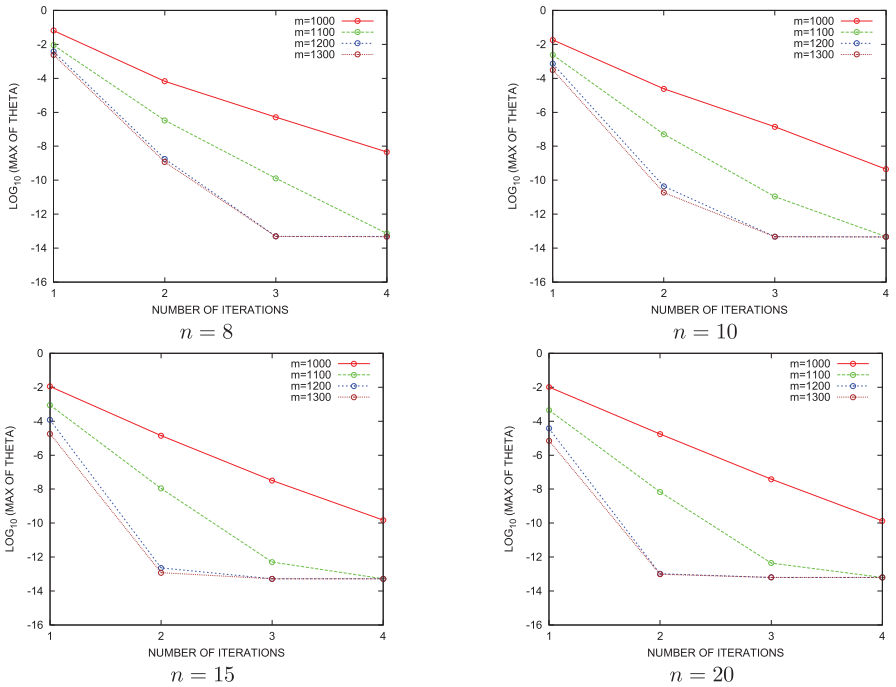 0
-2
-4
-6
-8
-10
-12
-14
-16
LOG10 (MAX OF THETA)
m=1000
m=1100
m=1200
m=1300
1 2 3 4
NUMBER OF ITERATIONS
n = 8
0
-2
-4
-6
-8
-10
-12
-14
-16
LOG10 (MAX OF THETA)
m=1000
m=1100
m=1200
m=1300
1 2 3 4
NUMBER OF ITERATIONS
n = 10
0
-2
-4
-6
-8
-10
-12
-14
-16
LOG10 (MAX OF THETA)
m=1000
m=1100
m=1200
m=1300
1 2 3 4
NUMBER OF ITERATIONS
n = 15
0
-2
-4
-6
-8
-10
-12
-14
-16
LOG10 (MAX OF THETA)
m=1000
m=1100
m=1200
m=1300
1 2 3 4
NUMBER OF ITERATIONS
n = 20